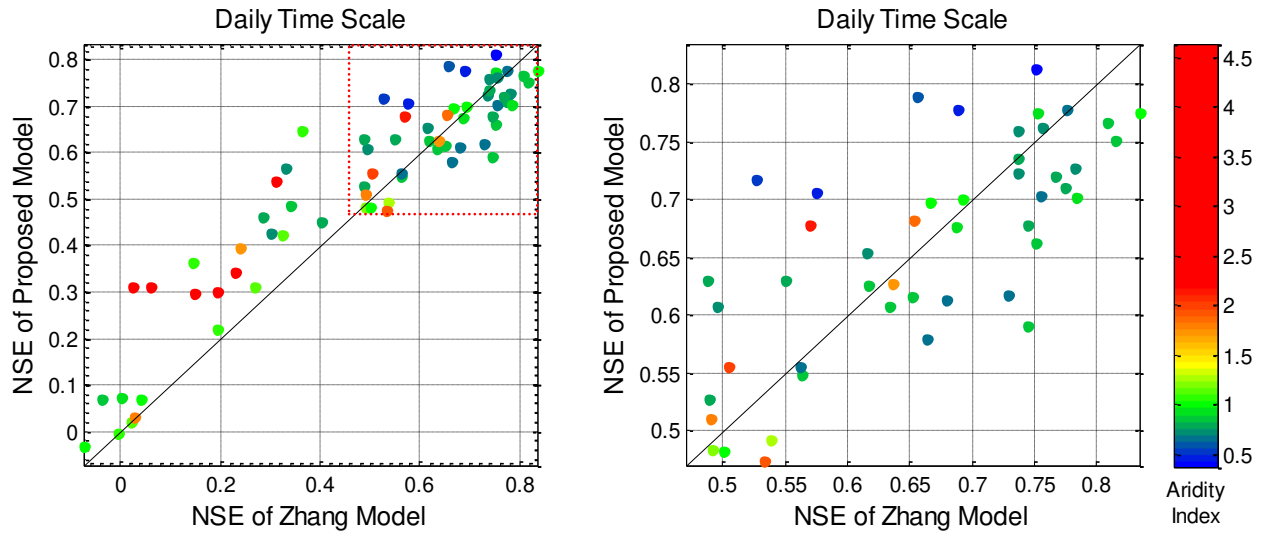 Daily Time Scale
NSE of Proposed Model
0.8
0.7
0.6
0.5
0.4
0.3
0.2
0.1
0
0 0.2 0.4 0.6 0.8
NSE of Zhang Model
Daily Time Scale
NSE of Proposed Model
0.8
0.75
0.7
0.65
0.6
0.55
0.5
0.5 0.55 0.6 0.65 0.7 0.75 0.8
NSE of Zhang Model
4.5
4
3.5
3
2.5
2
1.5
1
0.5
Aridity
Index